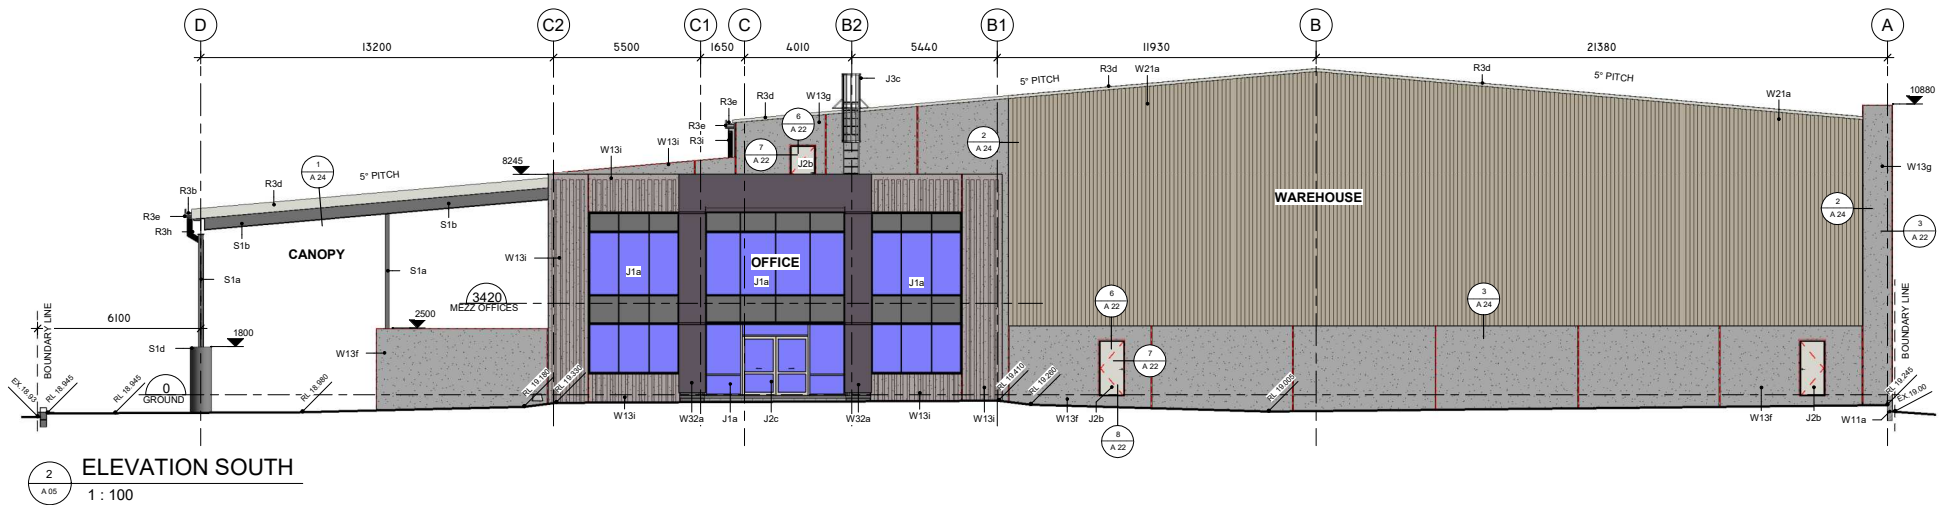 D C2 C1 C B2 B1 B A
13200 5500 1650 4010 5440 11930 21380
J3c
5° PITCH R3d W21a
R3d 5° PITCH
W21a
10880
R3e R3d W13g
6 A 22
R3e
R3i
7 A 22
J2b
2 A 24
W13i W13i
8245
1 A 24
5° PITCH
R3d
R3b
R3e
R3h
S1b S1b
CANOPY
S1a S1a
W13i
WAREHOUSE
W13g
2 A 24
3 A 22
OFFICE
J1a J1a J1a
3420
MEZZ OFFICES
3 A 24
6 A 22
7 A 22
BOUNDARY LINE
6100
2500
1800
S1d
W13f
0
GROUND
BOUNDARY LINE
EX.18.93 RL 18.945 RL 18.945 RL 18.980 RL 19.180 RL 19.330 RL 19.410 RL 19.280 RL 19.005 RL 19.245 EX.19.00
W13i W32a J1a J2c W32a W13i W13i W13f J2b W13f J2b W11a
8 A 22
2 A 05
ELEVATION SOUTH
1 : 100